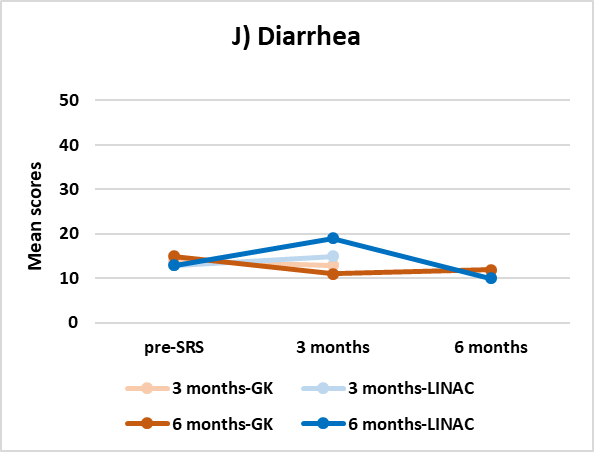 J) Diarrhea
50
40
30
20
10
0
Mean scores
pre-SRS 3 months 6 months
3 months-GK 3 months-LINAC
6 months-GK 6 months-LINAC